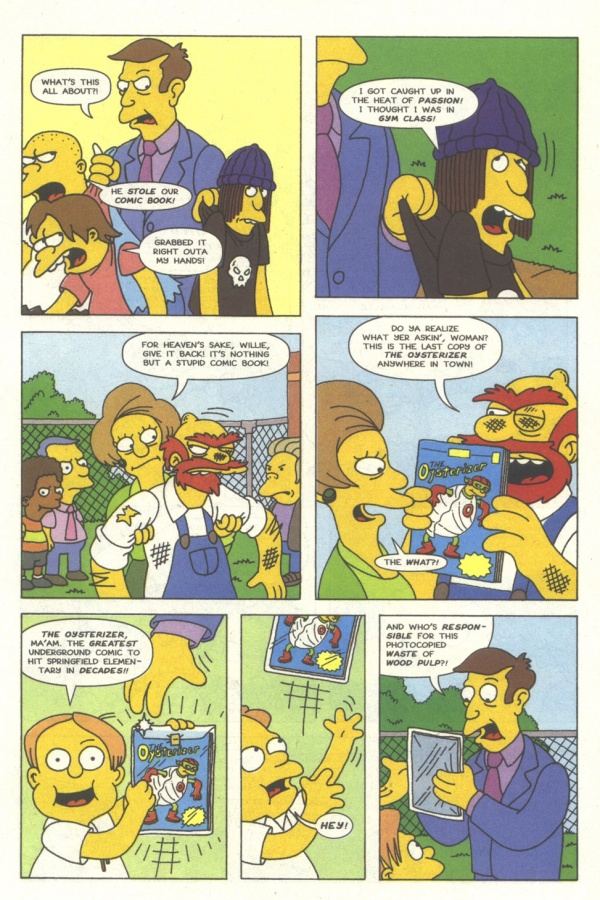 WHAT'S THIS
ALL ABOUT?!
HE STOLE OUR
COMIC BOOK!
GRABBED IT
RIGHT OUTA
MY HANDS!
I GOT CAUGHT UP IN
THE HEAT OF PASSION!
I THOUGHT I WAS IN
GYM CLASS!
FOR HEAVEN'S SAKE, WILLIE,
GIVE IT BACK! IT'S NOTHING
BUT A STUPID COMIC BOOK!
DO YA REALIZE
WHAT YER ASKIN', WOMAN?
THIS IS THE LAST COPY OF
THE OYSTERIZER
ANYWHERE IN TOWN!
THE
Oysterizer
THE WHAT?!
THE OYSTERIZER,
MA'AM. THE GREATEST
UNDERGROUND COMIC TO
HIT SPRINGFIELD ELEMEN-
TARY IN DECADES!!
THE
Oysterizer
HEY!
AND WHO'S RESPON-
SIBLE FOR THIS
PHOTOCOPIED
WASTE OF
WOOD PULP?!